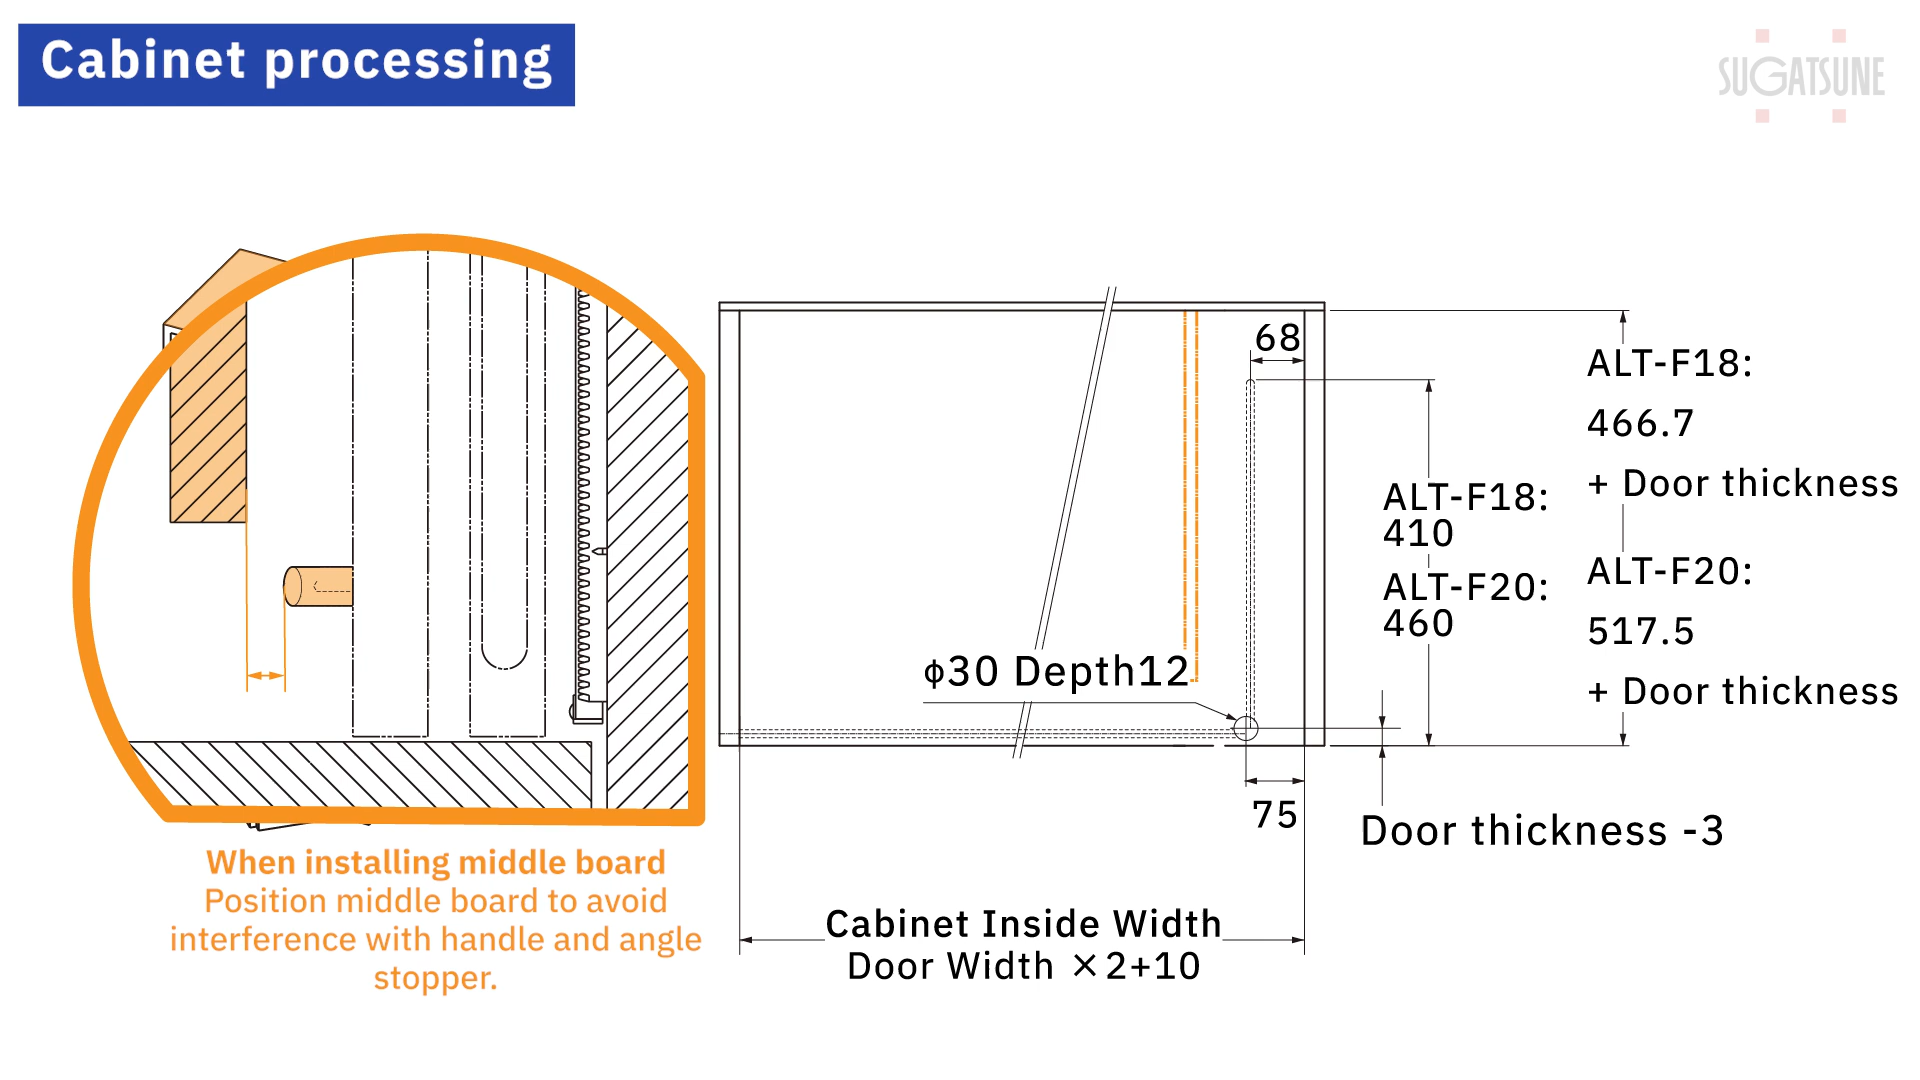 Cabinet processing
SUGATSUNE
68
ALT-F18:
466.7
+ Door thickness
ALT-F18:
410
ALT-F20:
460
ALT-F20:
517.5
+ Door thickness
ϕ30 Depth12
75
Door thickness -3
When installing middle board
Position middle board to avoid
interference with handle and angle
stopper.
Cabinet Inside Width
Door Width ×2+10